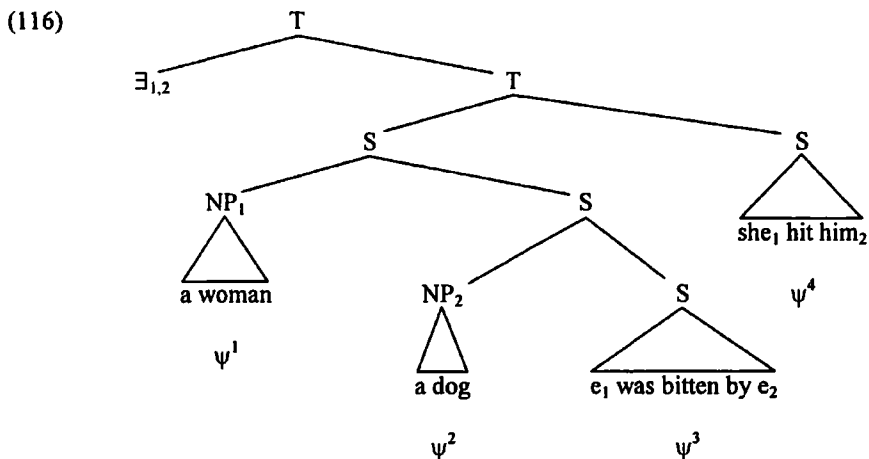 (116)
T
∃1,2
T
S
S
NP1
S
she1 hit him2
a woman
NP2
S
ψ4
ψ1
a dog
e1 was bitten by e2
ψ2
ψ3